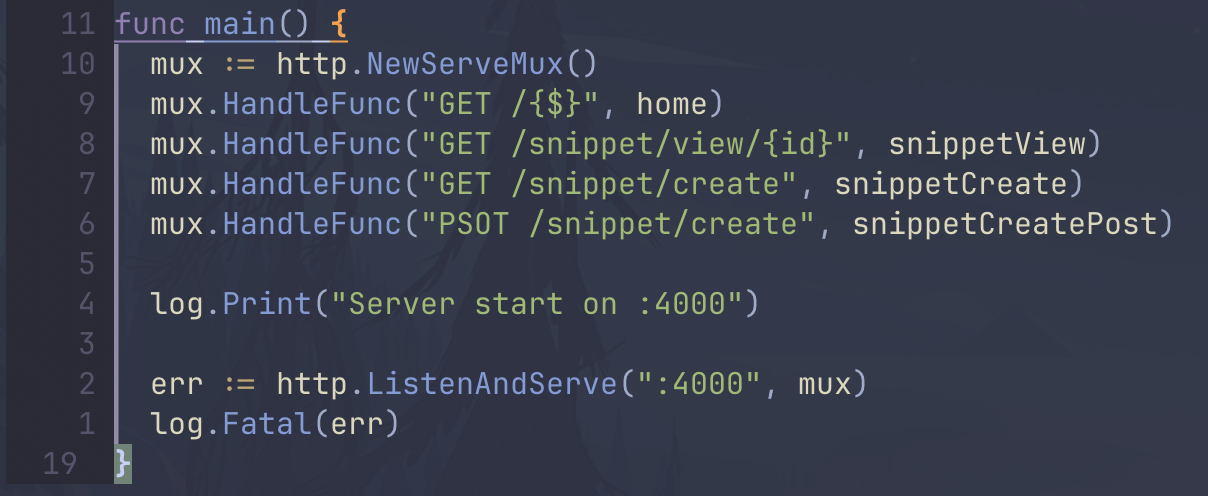 11 func main() {
10 mux := http.NewServeMux()
9 mux.HandleFunc("GET /{$}", home)
8 mux.HandleFunc("GET /snippet/view/{id}", snippetView)
7 mux.HandleFunc("GET /snippet/create", snippetCreate)
6 mux.HandleFunc("PSOT /snippet/create", snippetCreatePost)
5
4 log.Print("Server start on :4000")
3
2 err := http.ListenAndServe(":4000", mux)
1 log.Fatal(err)
19 }